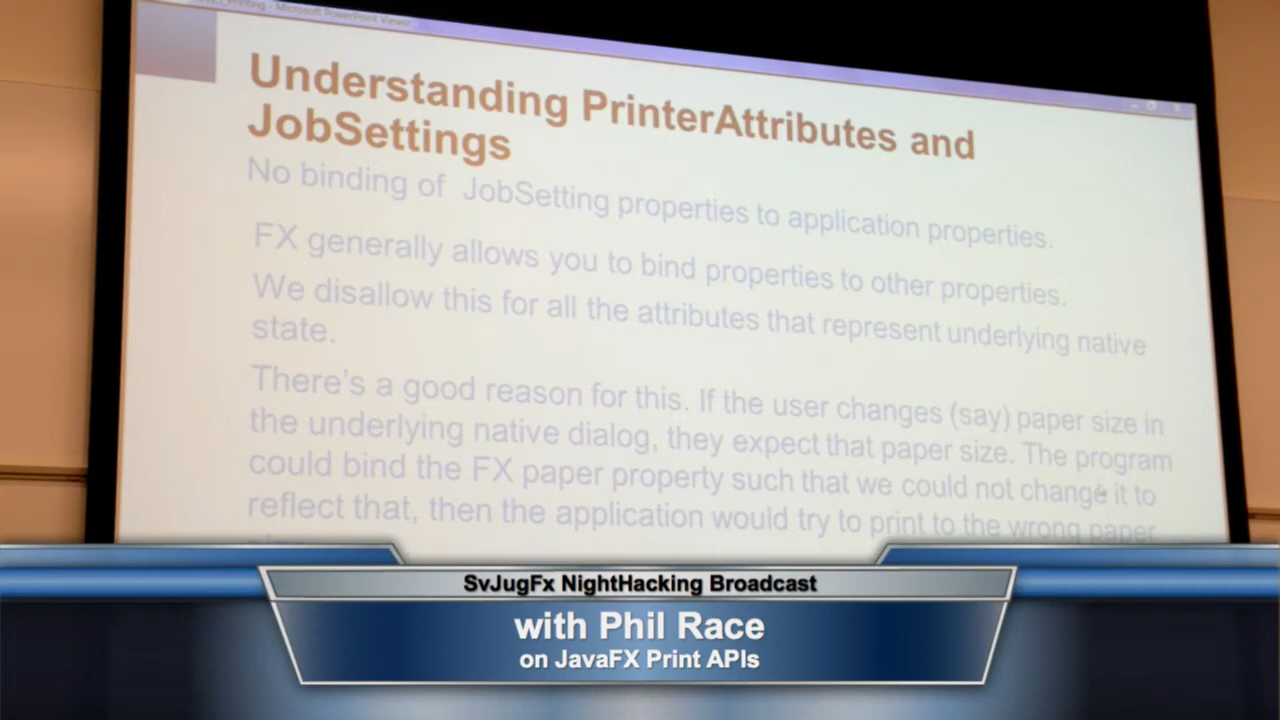 Printing - Microsoft PowerPoint Viewer
Understanding PrinterAttributes and
JobSettings
No binding of JobSetting properties to application properties.
FX generally allows you to bind properties to other properties.
We disallow this for all the attributes that represent underlying native
state.
There's a good reason for this. If the user changes (say) paper size in
the underlying native dialog, they expect that paper size. The program
could bind the FX paper property such that we could not change it to
reflect that, then the application would try to print to the wrong paper
SvJugFx NightHacking Broadcast
with Phil Race
on JavaFX Print APIs